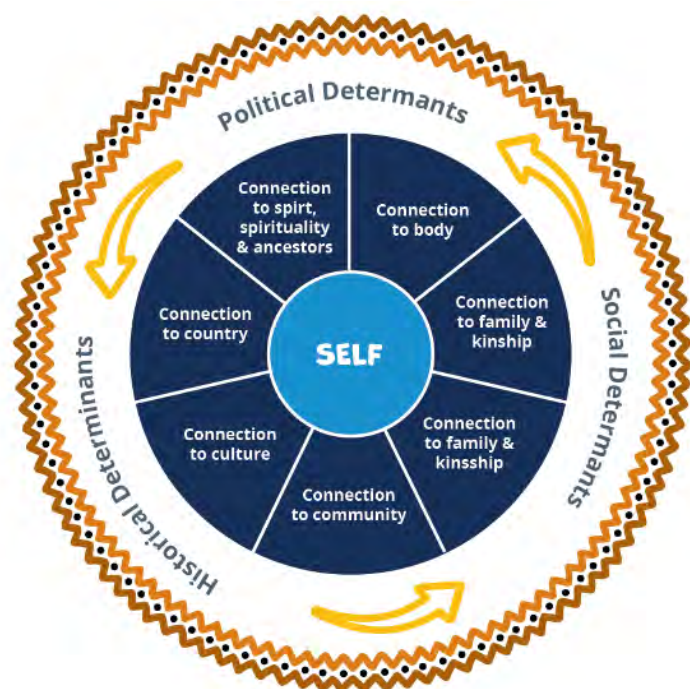 Political Determants
Connection
to spirt,
spirituality
& ancestors
Connection
to body
Connection
to country
SELF
Connection
to family &
kinship
Social Determants
Historical Determinants
Connection
to culture
Connection
to family &
kinsship
Connection
to community